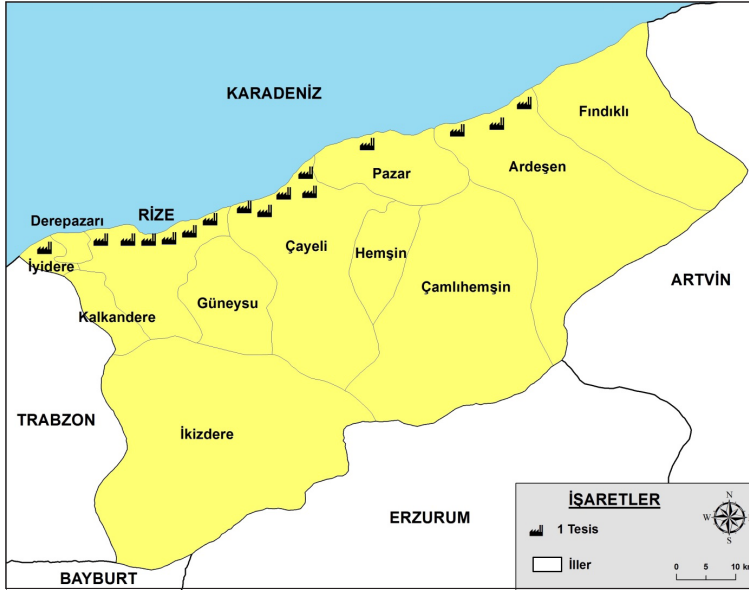 KARADENİZ
Fındıklı
Pazar
Ardeşen
Derepazarı
RİZE
İyidere
Çayeli
Hemşin
Çamlıhemşin
ARTVİN
Kalkandere
Güneysu
TRABZON
İkizdere
ERZURUM
BAYBURT
İŞARETLER
N
W
E
S
1 Tesis
İller
0 5 10 km